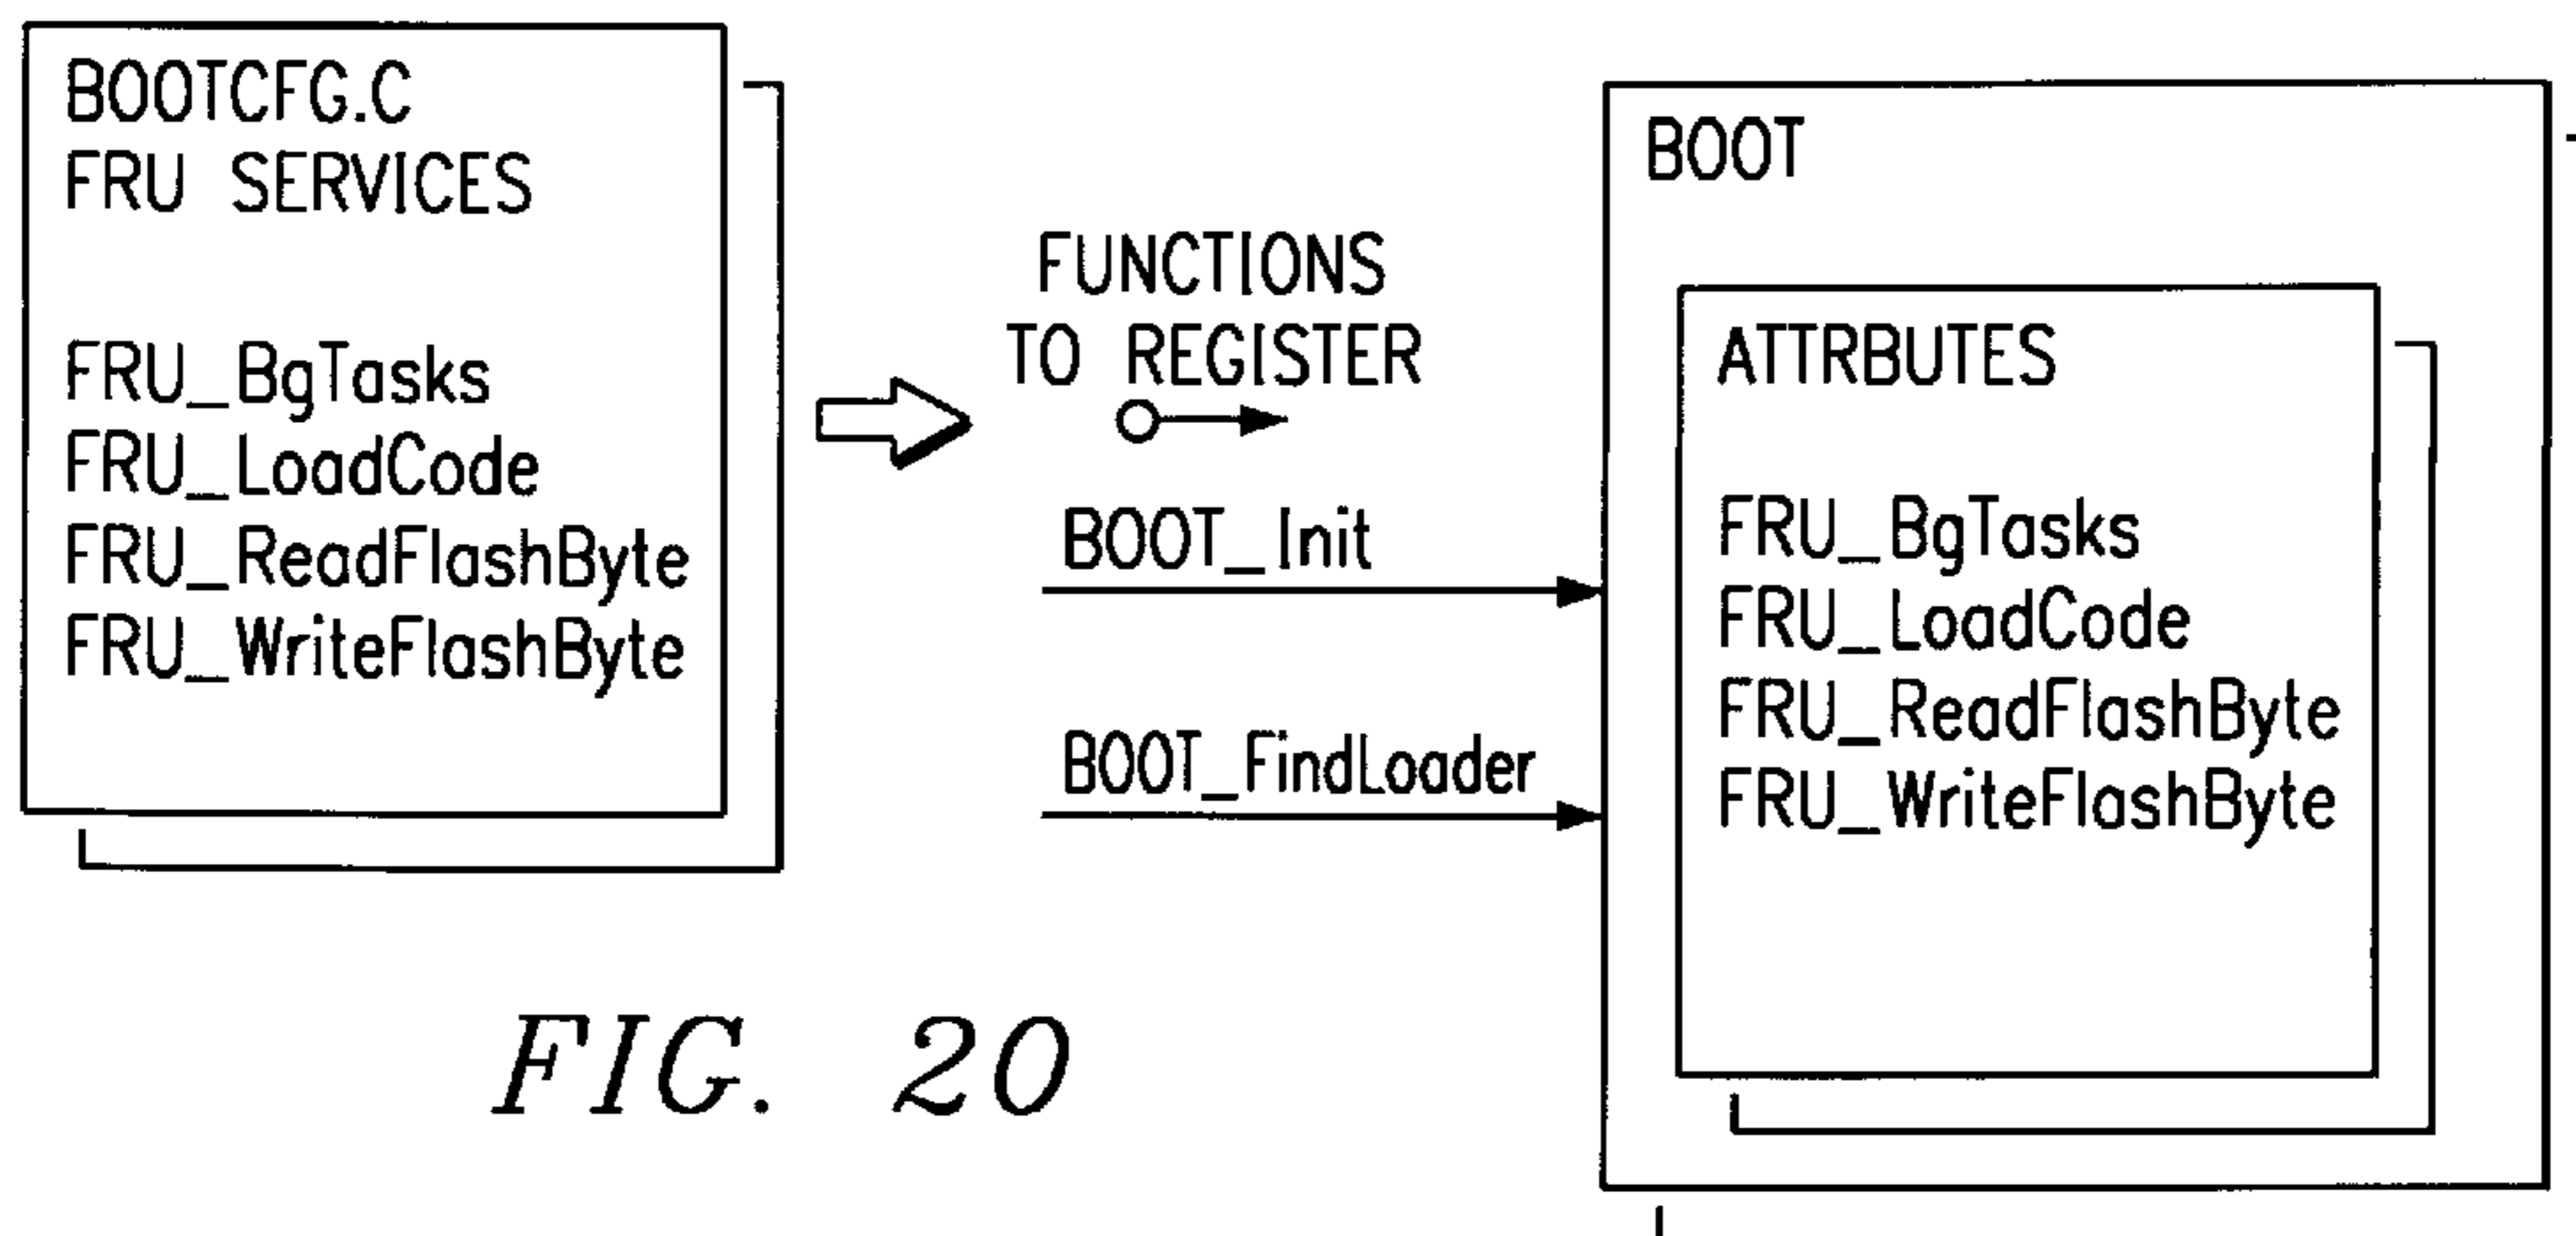 BOOTCFG.C
FRU SERVICES
FRU_BgTasks
FRU_LoadCode
FRU_ReadFlashByte
FRU_WriteFlashByte
FUNCTIONS
TO REGISTER
BOOT_Init
BOOT_FindLoader
BOOT
ATTRBUTES
FRU_BgTasks
FRU_LoadCode
FRU_ReadFlashByte
FRU_WriteFlashByte
FIG. 20